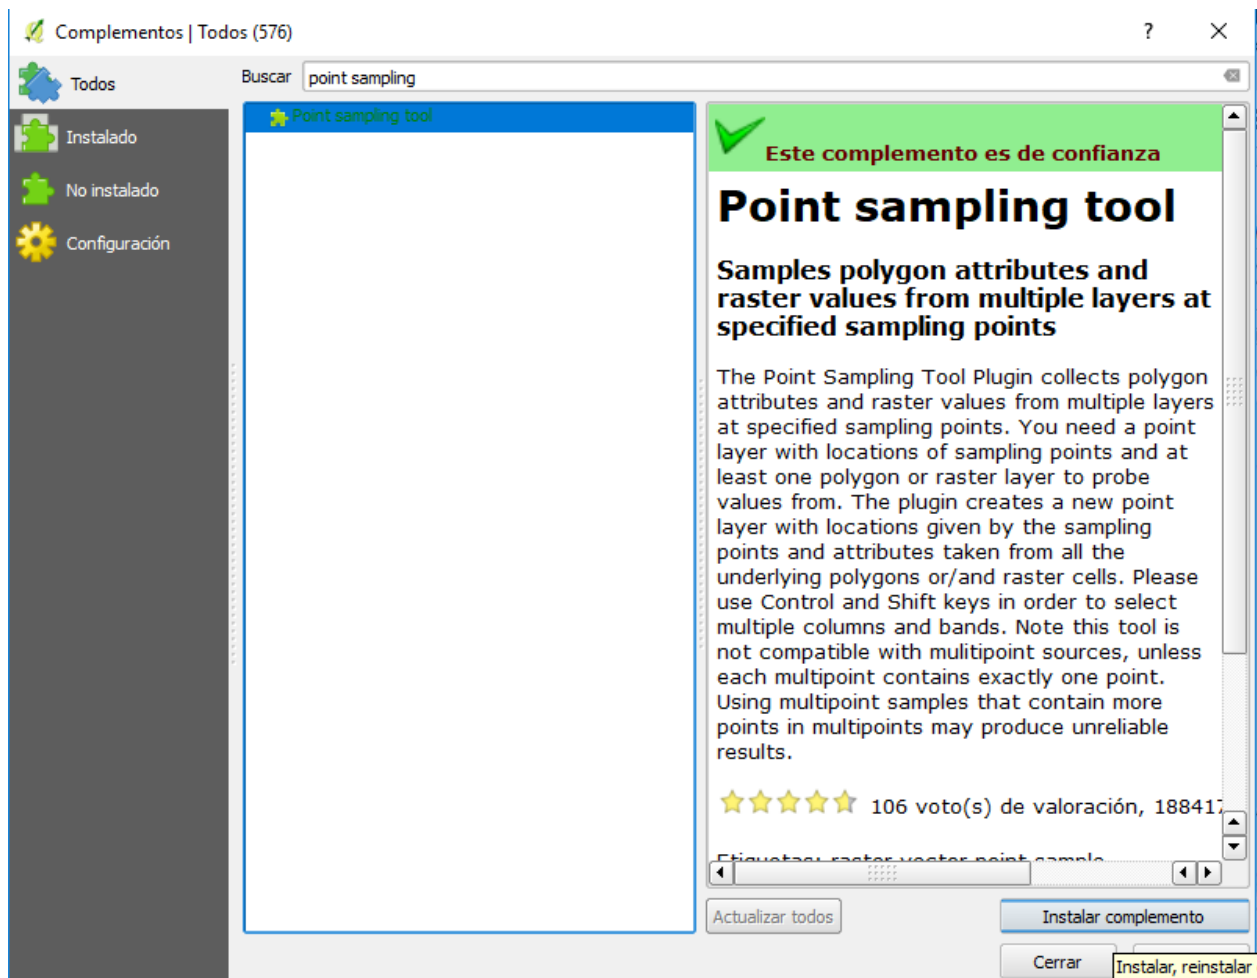 Complementos | Todos (576)
?
Todos
Instalado
No instalado
Configuración
Buscar
point sampling
Point sampling tool
Este complemento es de confianza
Point sampling tool
Samples polygon attributes and
raster values from multiple layers at
specified sampling points
The Point Sampling Tool Plugin collects polygon
attributes and raster values from multiple layers
at specified sampling points. You need a point
layer with locations of sampling points and at
least one polygon or raster layer to probe
values from. The plugin creates a new point
layer with locations given by the sampling
points and attributes taken from all the
underlying polygons or/and raster cells. Please
use Control and Shift keys in order to select
multiple columns and bands. Note this tool is
not compatible with mulitipoint sources, unless
each multipoint contains exactly one point.
Using multipoint samples that contain more
points in multipoints may produce unreliable
results.
106 voto(s) de valoración, 188417
Etiquetas: raster vector point sample
Actualizar todos
Instalar complemento
Cerrar
Instalar, reinstalar